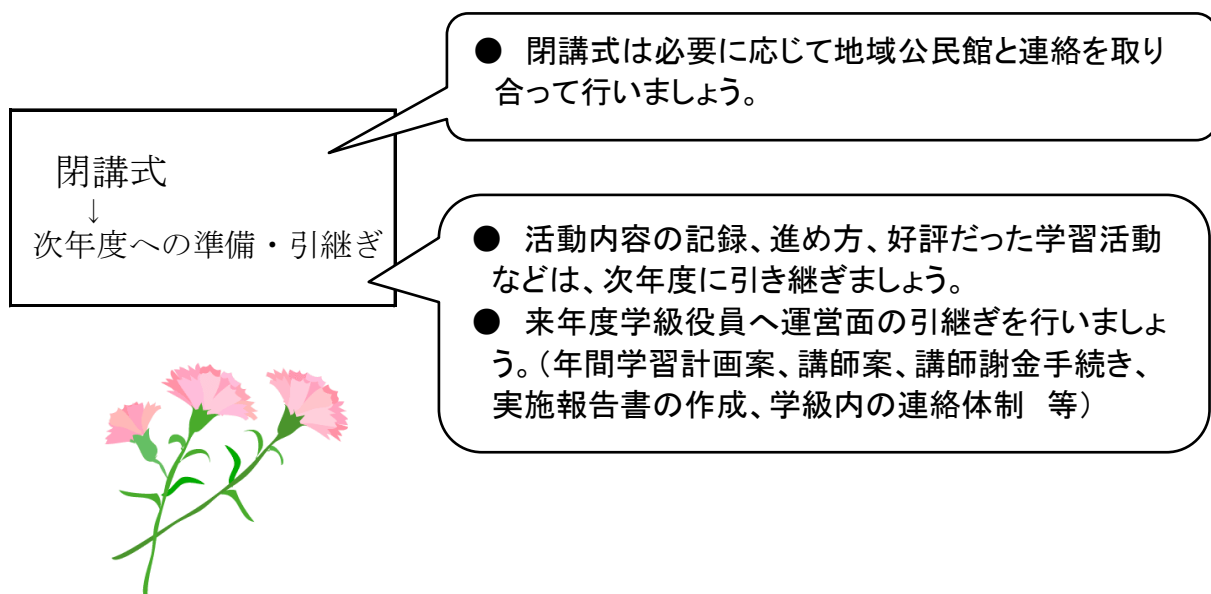 ● 閉講式は必要に応じて地域公民館と連絡を取り
合って行いましょう。
閉講式
↓
次年度への準備・引継ぎ
● 活動内容の記録、進め方、好評だった学習活動
などは、次年度に引き継ぎましょう。
● 来年度学級役員へ運営面の引継ぎを行いましょ
う。（年間学習計画案、講師案、講師謝金手続き、
実施報告書の作成、学級内の連絡体制　等）